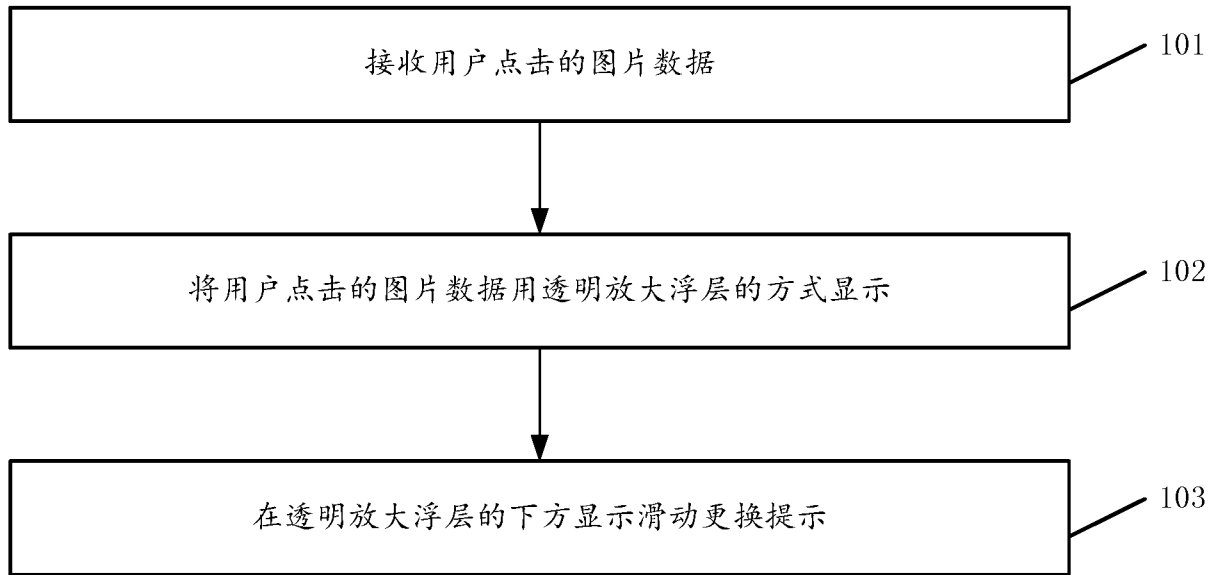 接收用户点击的图片数据
101
将用户点击的图片数据用透明放大浮层的方式显示
102
在透明放大浮层的下方显示滑动更换提示
103